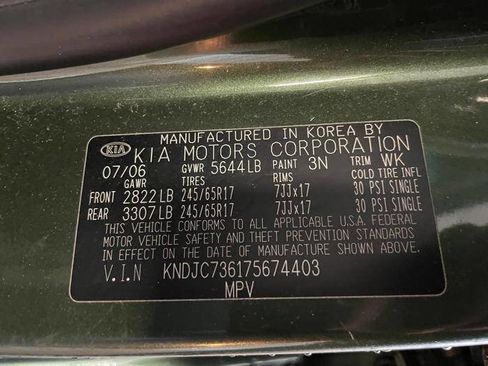 MANUFACTURED IN KOREA BY
KIA KIA MOTORS CORPORATION
07/06 GVWR 5644LB PAINT 3N TRIM WK
GAWR TIRES RIMS COLD TIRE INFL
FRONT 2822LB 245/65R17 7JJx17 30 PSI SINGLE
REAR 3307LB 245/65R17 7JJx17 30 PSI SINGLE
THIS VEHICLE CONFORMS TO ALL APPLICABLE U.S.A. FEDERAL
MOTOR VEHICLE SAFETY AND THEFT PREVENTION STANDARDS
IN EFFECT ON THE DATE OF MANUFACTURE SHOWN ABOVE.
V.I.N KNDJC736175674403
MPV